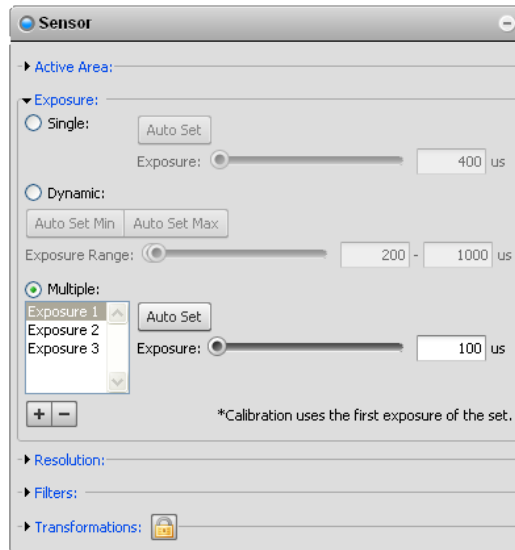 Sensor
Active Area:
Exposure:
Single:
Auto Set
Exposure: 400 us
Dynamic:
Auto Set Min Auto Set Max
Exposure Range: 200 - 1000 us
Multiple:
Exposure 1
Exposure 2
Exposure 3
Auto Set
Exposure: 100 us
+ −
*Calibration uses the first exposure of the set.
Resolution:
Filters:
Transformations: